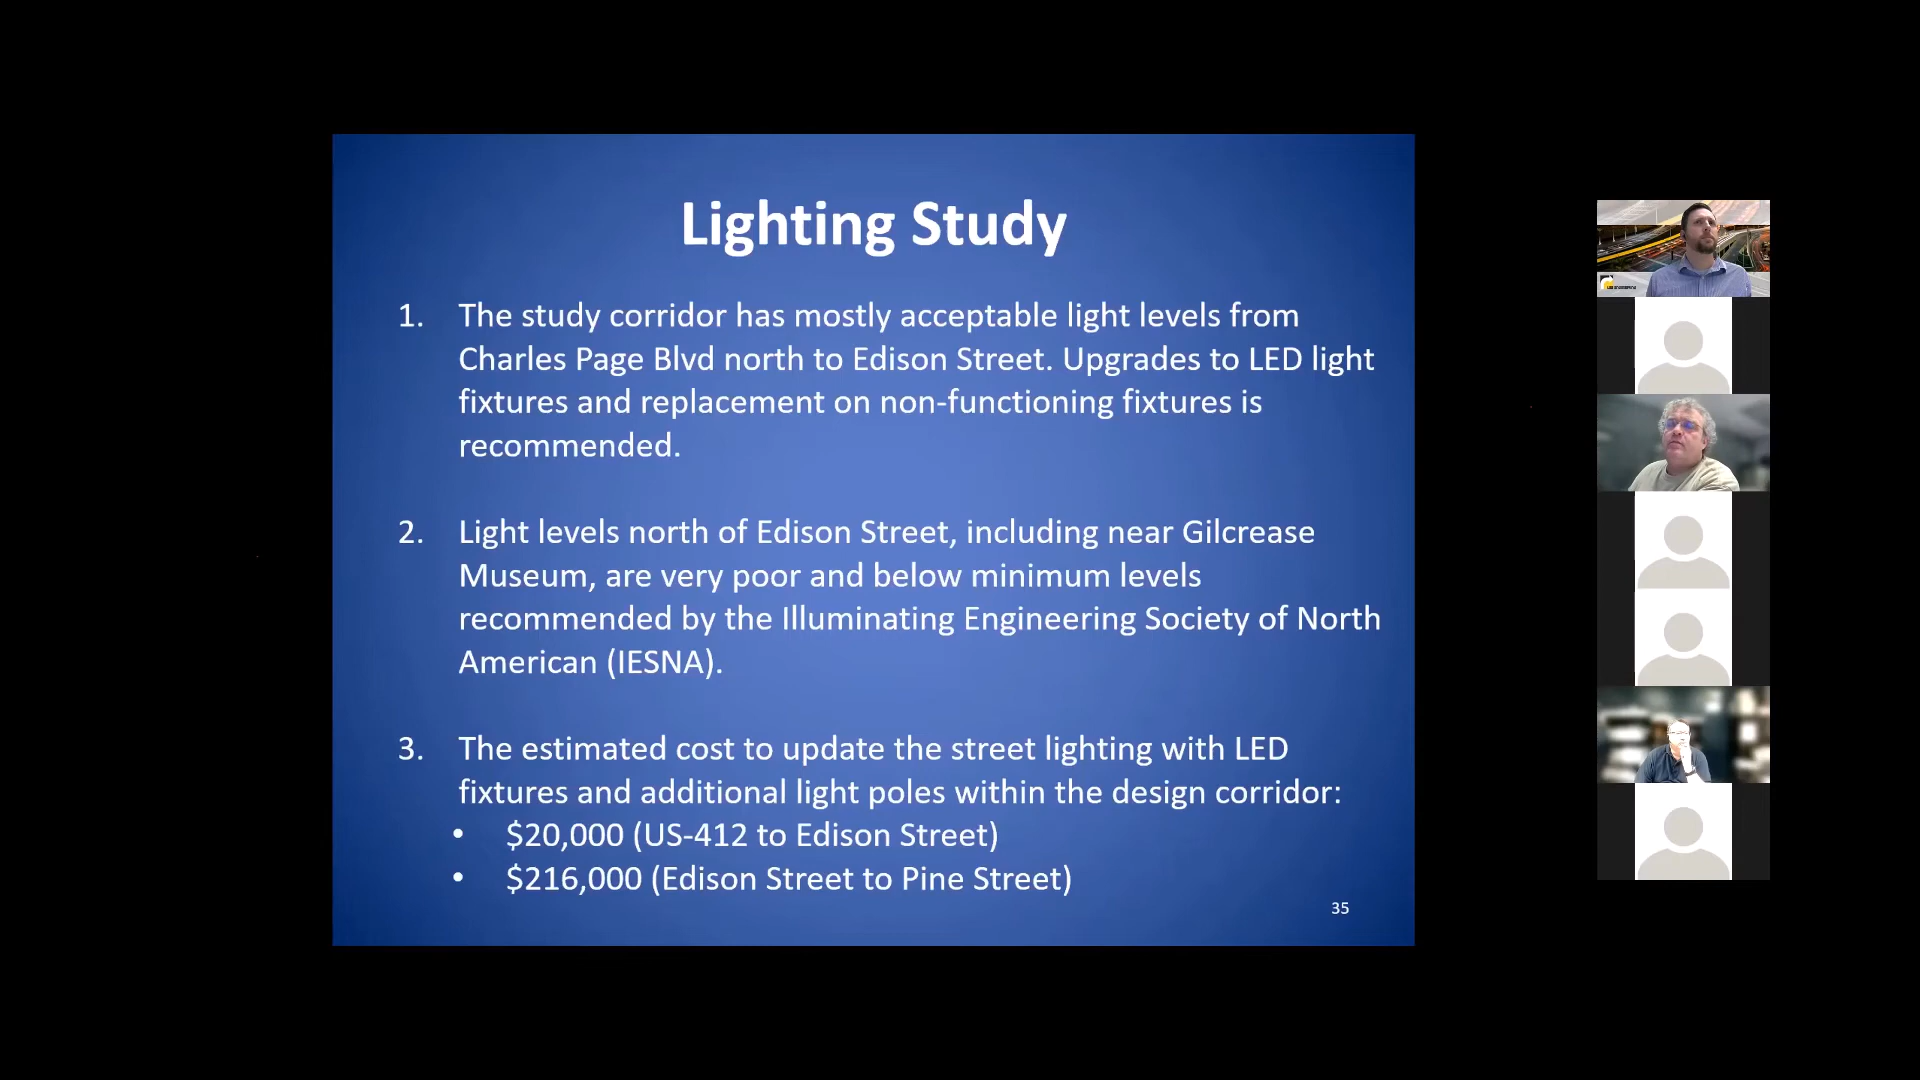 Lighting Study
1. The study corridor has mostly acceptable light levels from
Charles Page Blvd north to Edison Street. Upgrades to LED light
fixtures and replacement on non-functioning fixtures is
recommended.
2. Light levels north of Edison Street, including near Gilcrease
Museum, are very poor and below minimum levels
recommended by the Illuminating Engineering Society of North
American (IESNA).
3. The estimated cost to update the street lighting with LED
fixtures and additional light poles within the design corridor:
• $20,000 (US-412 to Edison Street)
• $216,000 (Edison Street to Pine Street)
35